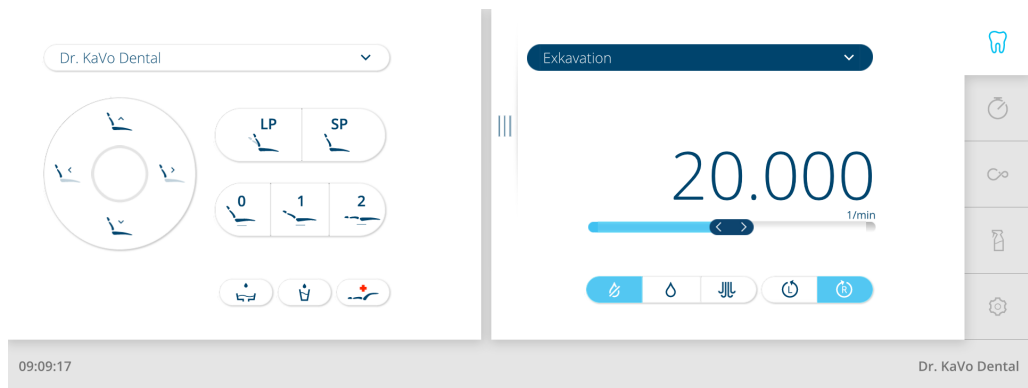 Dr. KaVo Dental
LP SP
0 1 2
Exkavation
20.000
1/min
L R
09:09:17
Dr. KaVo Dental